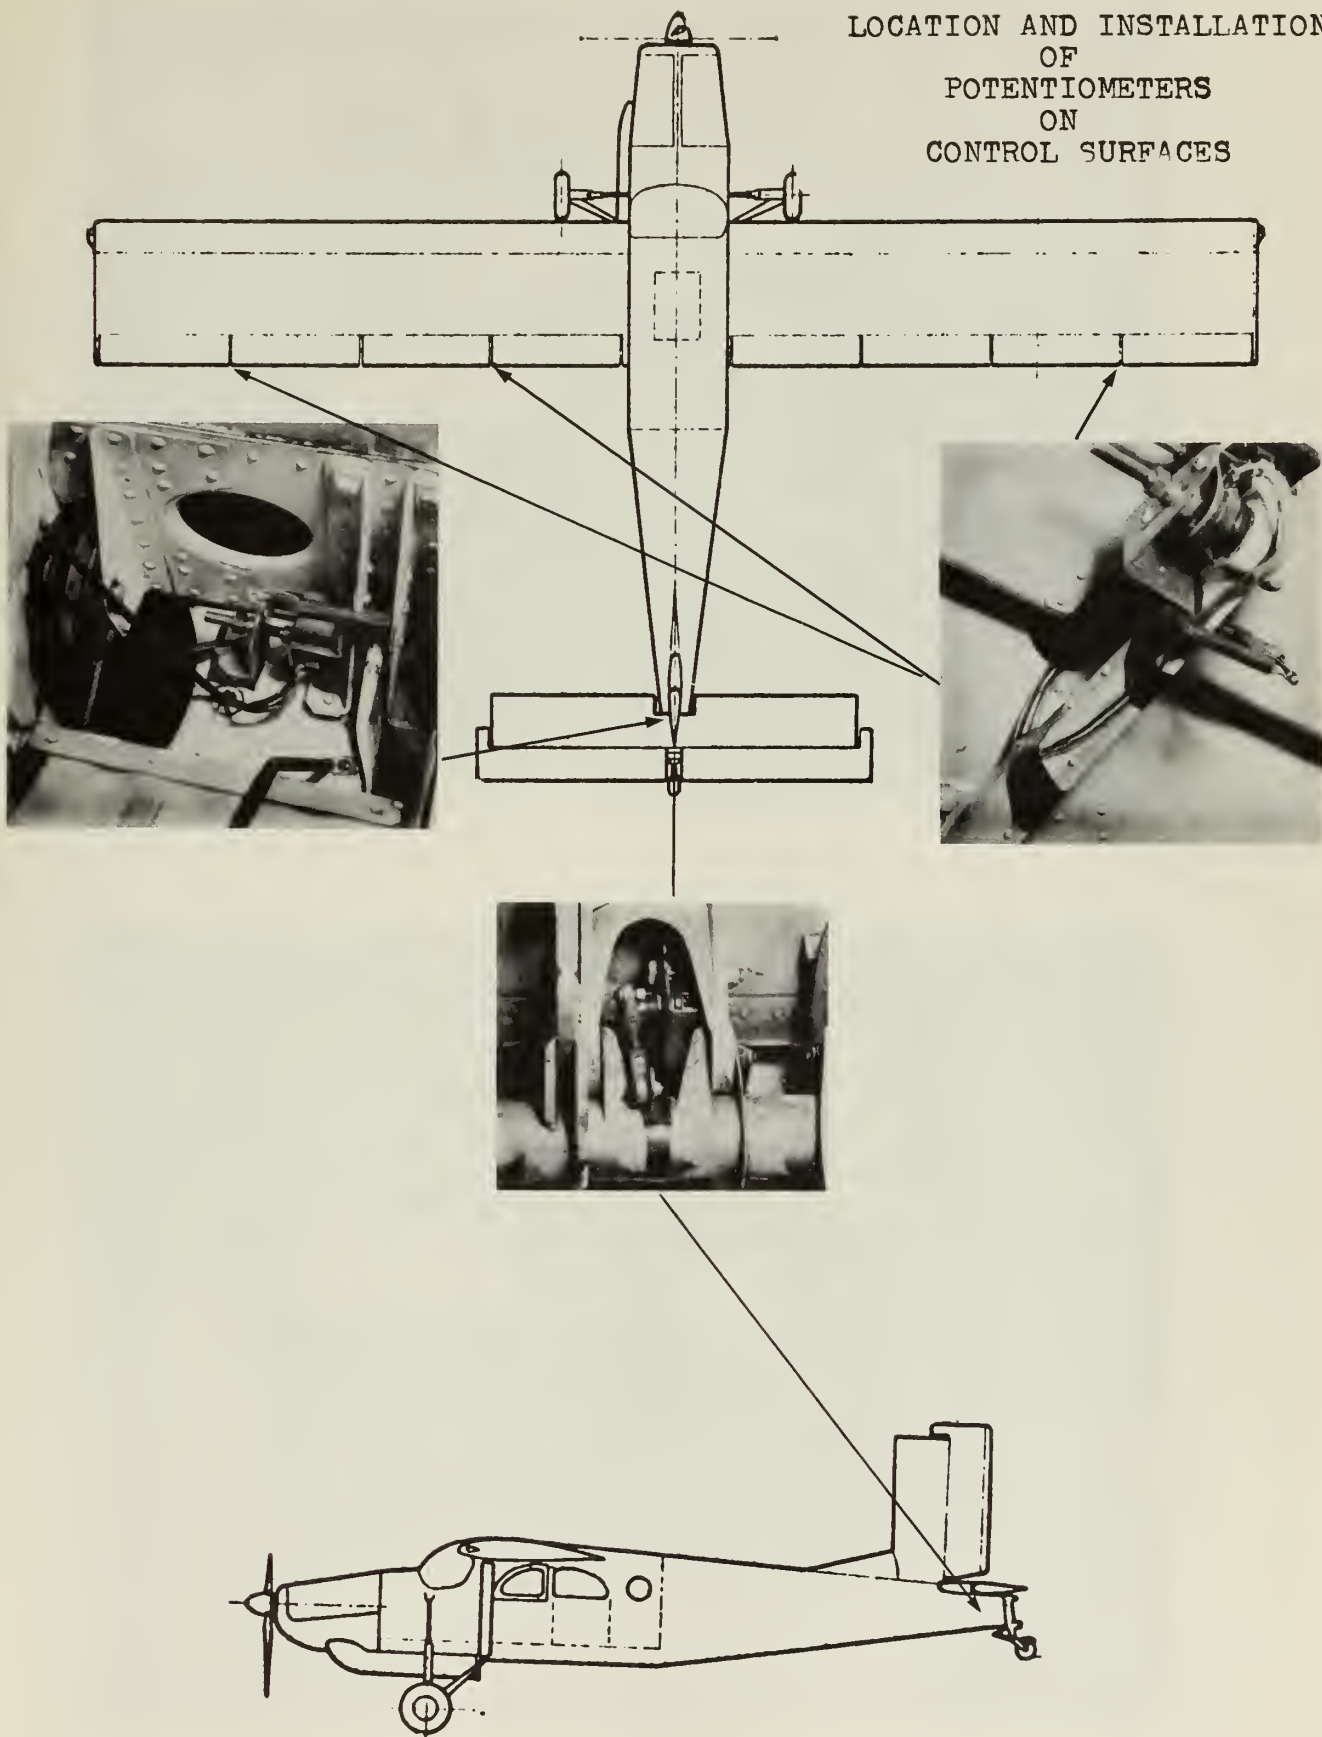 LOCATION AND INSTALLATION
OF
POTENTIOMETERS
ON
CONTROL SURFACES